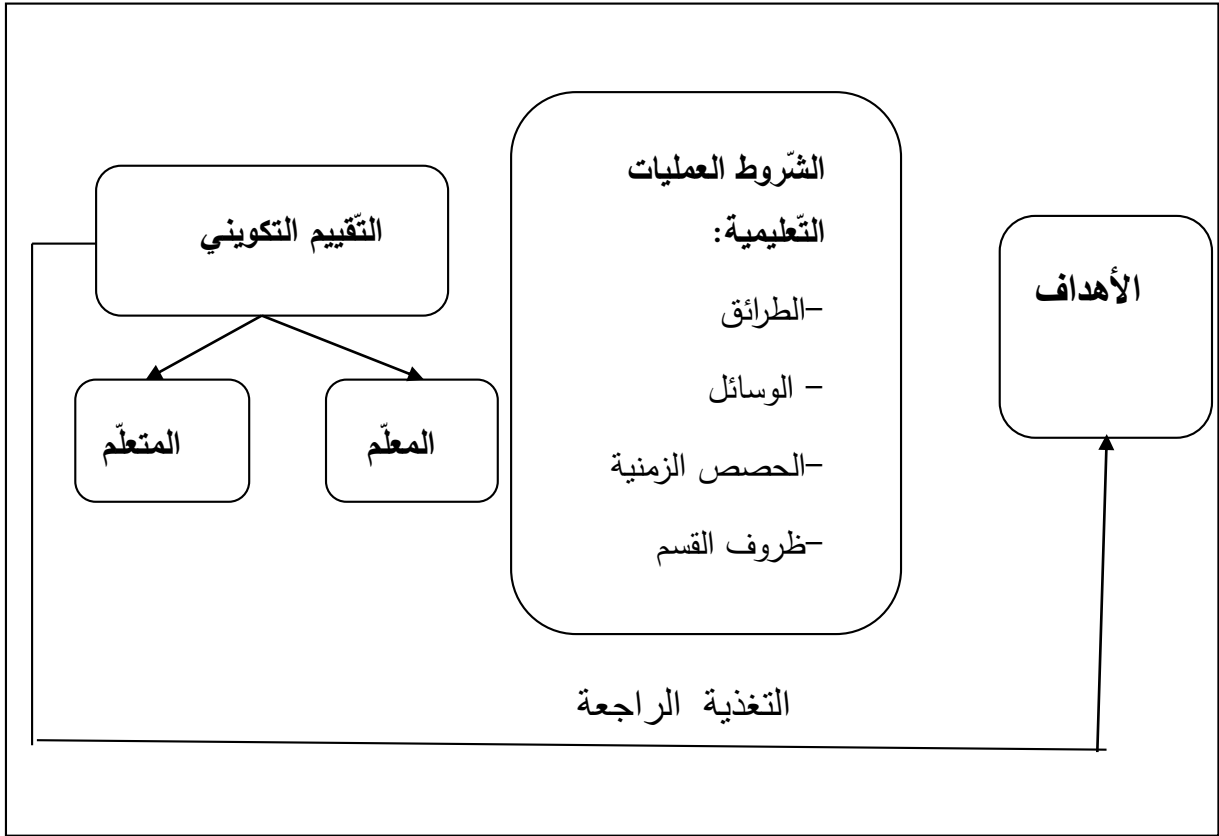 الأهداف
الشّروط العمليات
التّعليمية:
-الطرائق
- الوسائل
-الحصص الزمنية
-ظروف القسم
التّقييم التكويني
المعلّم
المتعلّم
التغذية الراجعة